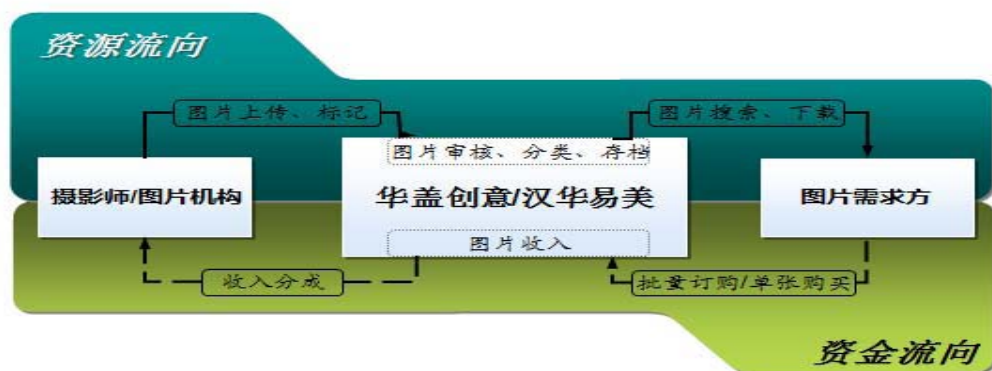 资源流向
图片上传、标记
图片搜索、下载
图片审核、分类、存档
摄影师/图片机构
华盖创意/汉华易美
图片需求方
图片收入
收入分成
批量订购/单张购买
资金流向